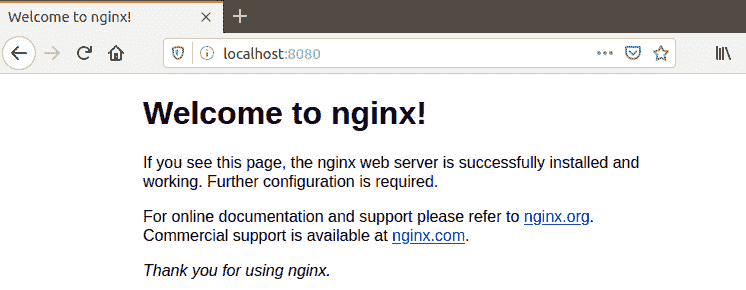 Welcome to nginx!
localhost:8080
Welcome to nginx!
If you see this page, the nginx web server is successfully installed and
working. Further configuration is required.
For online documentation and support please refer to nginx.org.
Commercial support is available at nginx.com.
Thank you for using nginx.